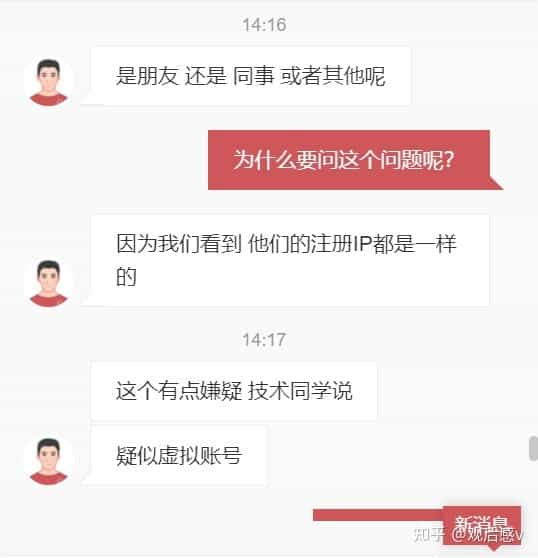 14:16
是朋友 还是 同事 或者其他呢
为什么要问这个问题呢?
因为我们看到 他们的注册IP都是一样
的
14:17
这个有点嫌疑 技术同学说
疑似虚拟账号
新消息
知乎 @观后感v